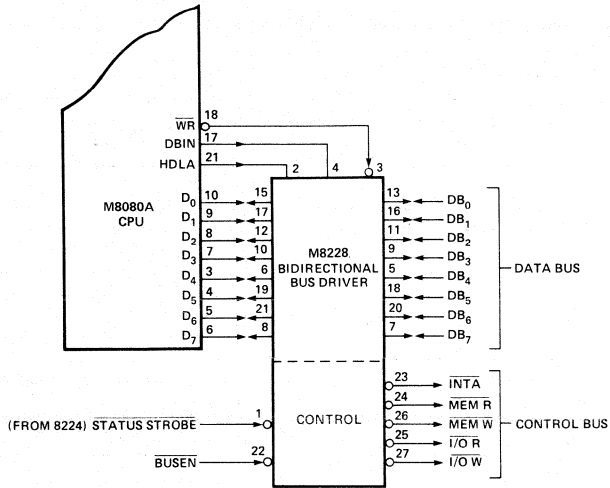 WR 18
DBIN 17
HDLA 21
2 4 3
M8080A
CPU
D0 10 15 13 DB0
D1 9 17 16 DB1
D2 8 12 11 DB2
D3 7 10 9 DB3
D4 3 6 5 DB4
D5 4 19 18 DB5
D6 5 21 20 DB6
D7 6 8 7 DB7
M8228
BIDIRECTIONAL
BUS DRIVER
DATA BUS
CONTROL
(FROM 8224) STATUS STROBE 1
BUSEN 22
23 INTA
24 MEM R
26 MEM W
25 I/O R
27 I/O W
CONTROL BUS